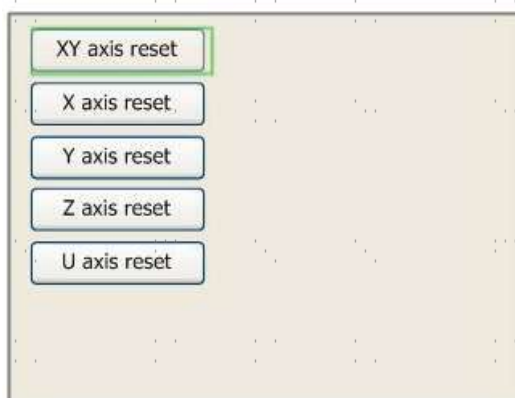 XY axis reset
X axis reset
Y axis reset
Z axis reset
U axis reset